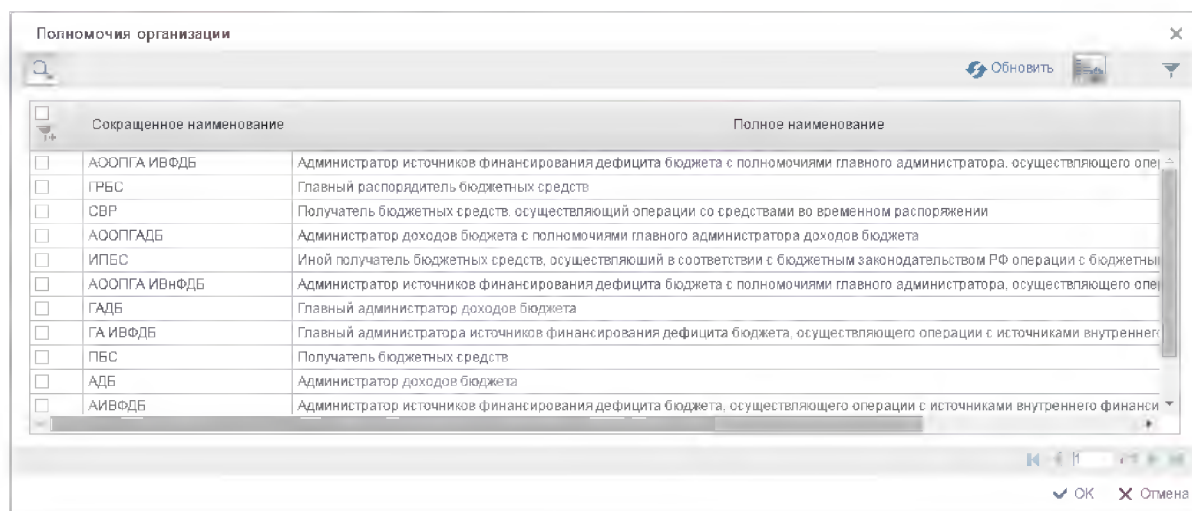 Полномочия организации
Обновить
Сокращенное наименование Полное наименование
АООПГА ИВФДБ Администратор источников финансирования дефицита бюджета с полномочиями главного администратора, осуществляющего опер
ГРБС Главный распорядитель бюджетных средств
СВР Получатель бюджетных средств, осуществляющий операции со средствами во временном распоряжении
АООПГАДБ Администратор доходов бюджета с полномочиями главного администратора доходов бюджета
ИПБС Иной получатель бюджетных средств, осуществляющий в соответствии с бюджетным законодательством РФ операции с бюджетны
АООПГА ИВнФДБ Администратор источников финансирования дефицита бюджета с полномочиями главного администратора, осуществляющего опер
ГАДБ Главный администратор доходов бюджета
ГА ИВФДБ Главный администратора источников финансирования дефицита бюджета, осуществляющего операции с источниками внутреннег
ПБС Получатель бюджетных средств
АДБ Администратор доходов бюджета
АИВФДБ Администратор источников финансирования дефицита бюджета, осуществляющего операции с источниками внутреннего финанси
1
ОК Отмена